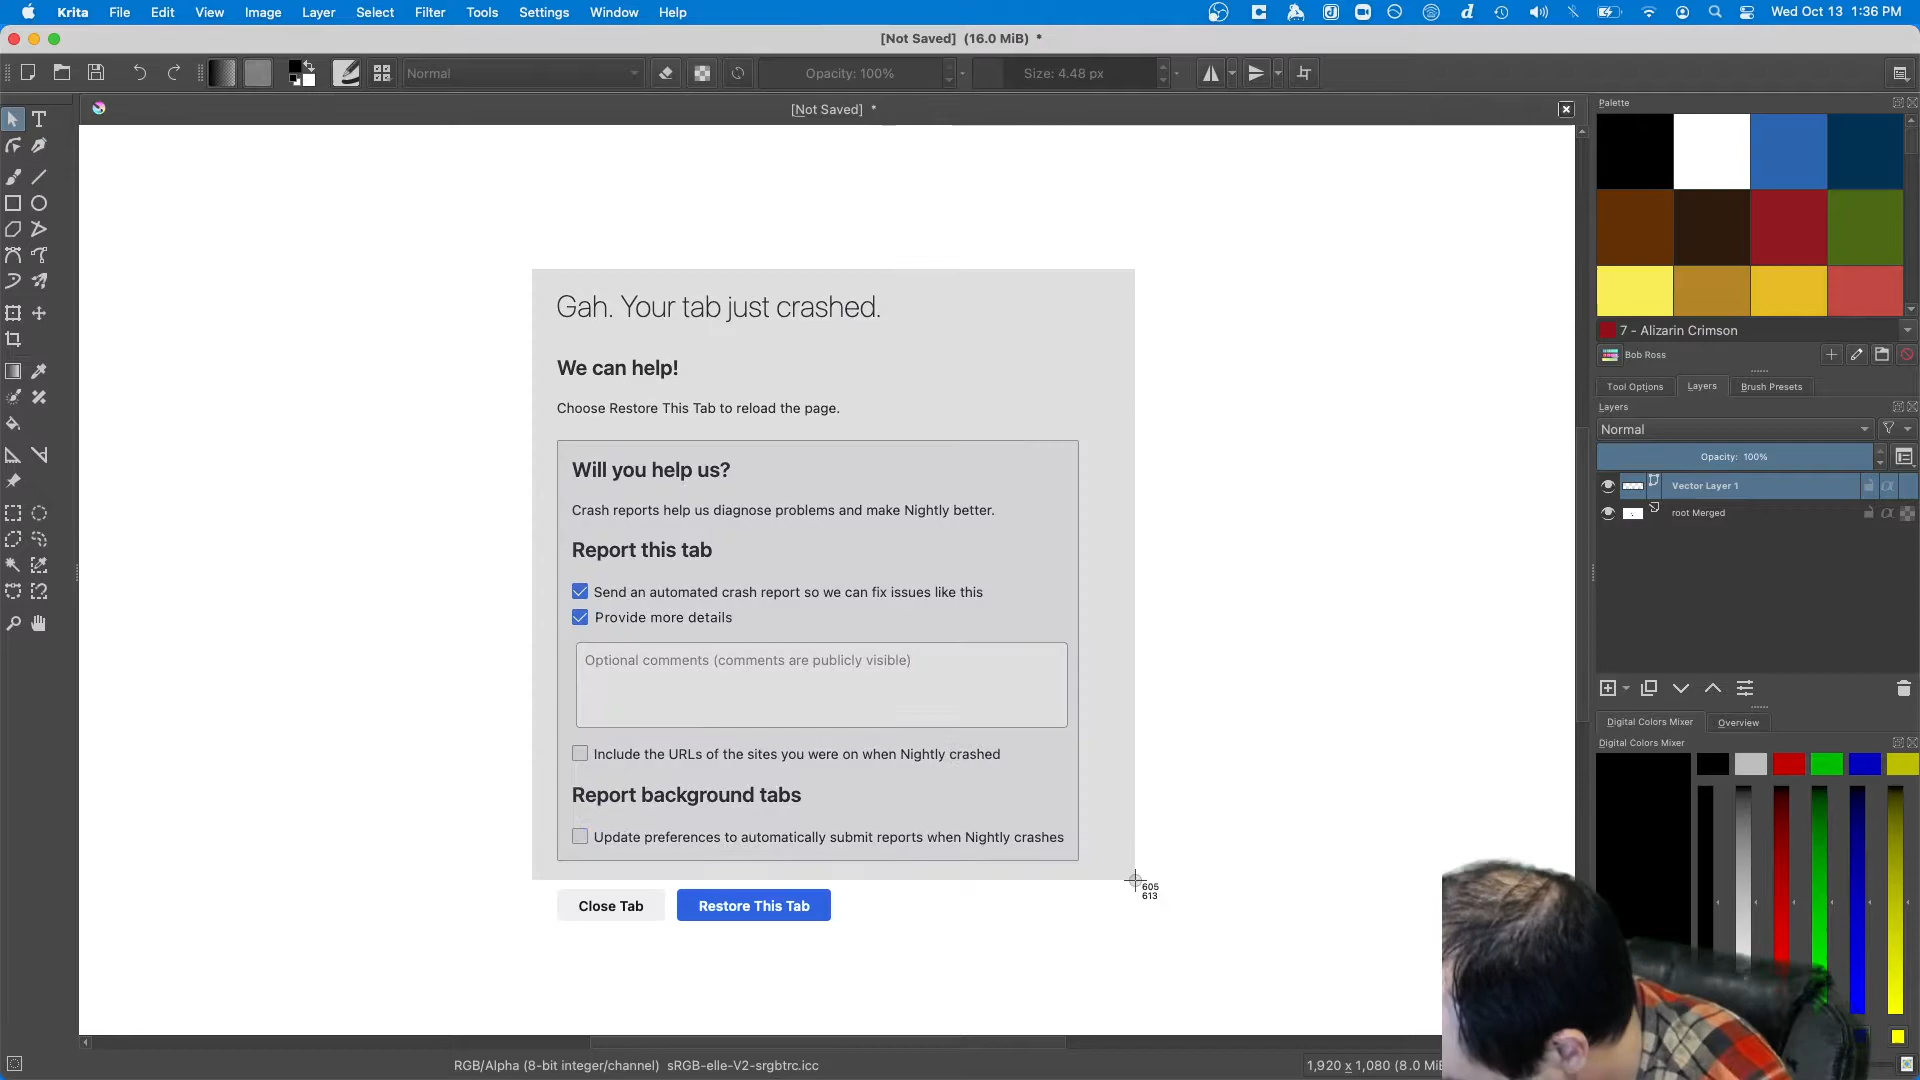 Krita File Edit View Image Layer Select Filter Tools Settings Window Help
Wed Oct 13 1:36 PM
[Not Saved] (16.0 MiB) *
Normal
Opacity: 100%
Size: 4.48 px
[Not Saved] *
Palette
7 - Alizarin Crimson
Bob Ross
Tool Options Layers Brush Presets
Layers
Normal
Opacity: 100%
Vector Layer 1
root Merged
Digital Colors Mixer Overview
Digital Colors Mixer
Gah. Your tab just crashed.
We can help!
Choose Restore This Tab to reload the page.
Will you help us?
Crash reports help us diagnose problems and make Nightly better.
Report this tab
Send an automated crash report so we can fix issues like this
Provide more details
Optional comments (comments are publicly visible)
Include the URLs of the sites you were on when Nightly crashed
Report background tabs
Update preferences to automatically submit reports when Nightly crashes
605
613
Close Tab Restore This Tab
RGB/Alpha (8-bit integer/channel) sRGB-elle-V2-srgbtrc.icc
1,920 x 1,080 (8.0 MiB